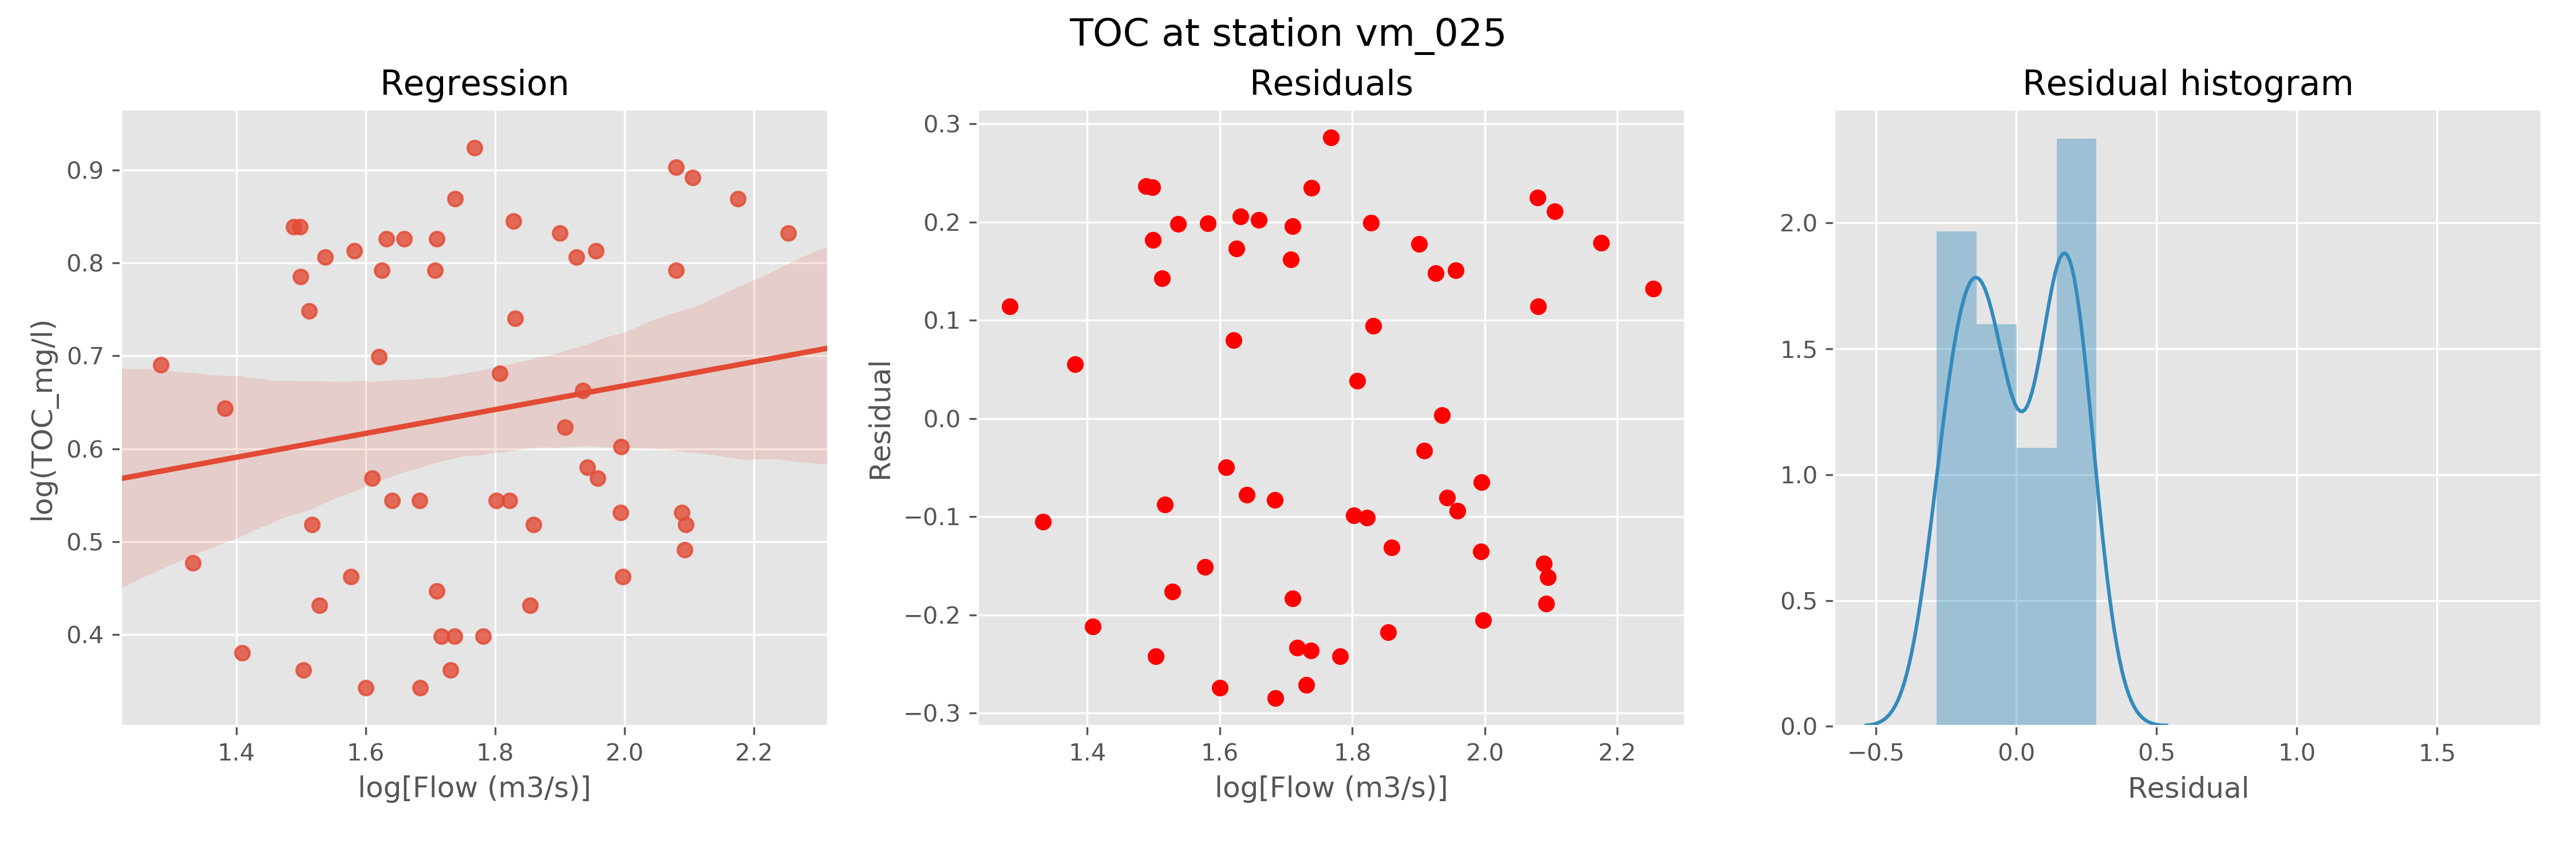 TOC at station vm_025
Regression
0.9
0.8
0.7
0.6
0.5
0.4
log(TOC_mg/l)
1.4 1.6 1.8 2.0 2.2
log[Flow (m3/s)]
Residuals
0.3
0.2
0.1
0.0
−0.1
−0.2
−0.3
Residual
1.4 1.6 1.8 2.0 2.2
log[Flow (m3/s)]
Residual histogram
2.0
1.5
1.0
0.5
0.0
−0.5 0.0 0.5 1.0 1.5
Residual